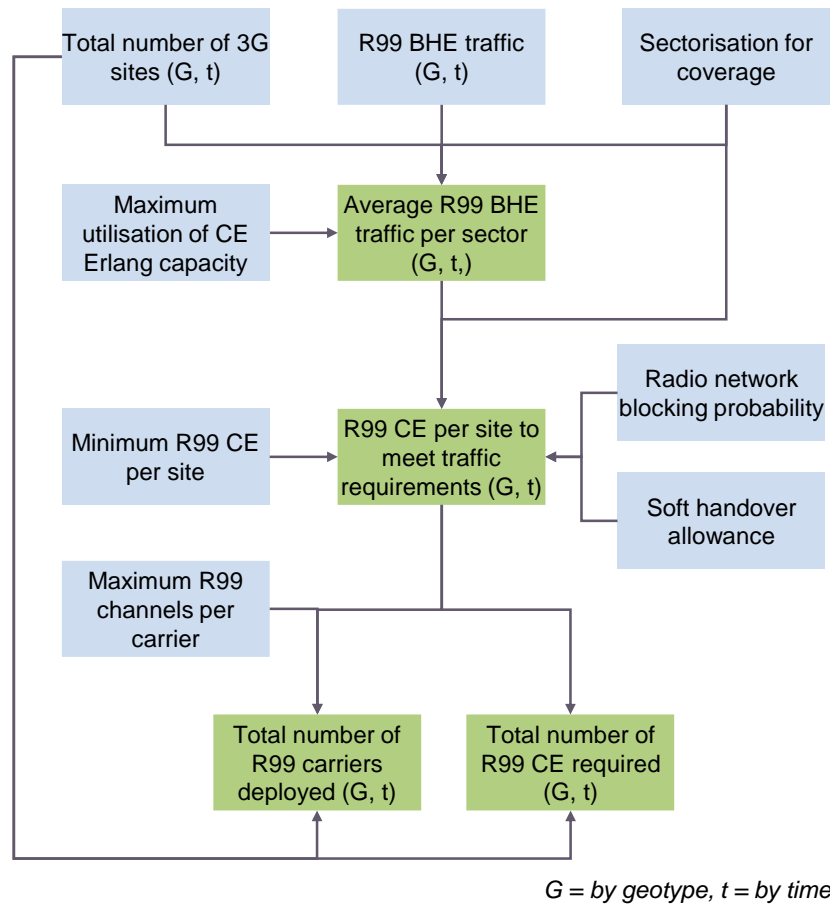 Total number of 3G
sites (G, t)
R99 BHE traffic
(G, t)
Sectorisation for
coverage
Maximum
utilisation of CE
Erlang capacity
Average R99 BHE
traffic per sector
(G, t,)
Radio network
blocking probability
Minimum R99 CE
per site
R99 CE per site to
meet traffic
requirements (G, t)
Soft handover
allowance
Maximum R99
channels per
carrier
Total number of
R99 carriers
deployed (G, t)
Total number of
R99 CE required
(G, t)
G = by geotype, t = by time